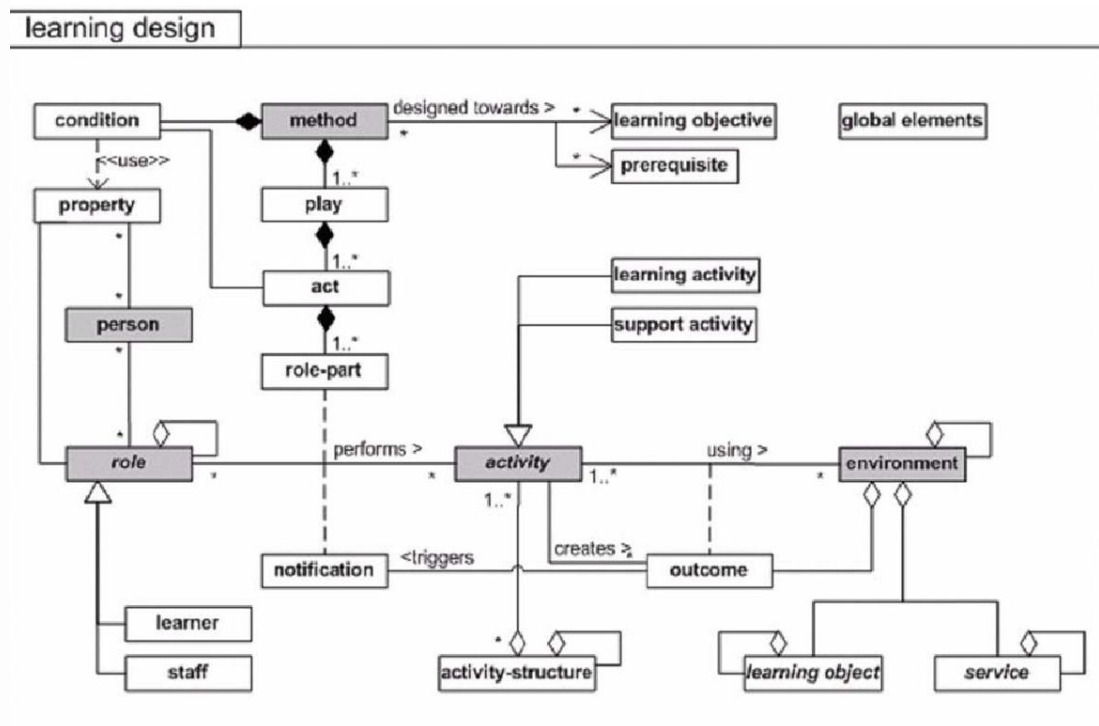 learning design
condition
method
designed towards >
*
*
learning objective
global elements
<<use>>
*
prerequisite
1..*
property
play
*
1..*
act
learning activity
*
person
support activity
*
1..*
role-part
*
role
*
performs >
*
activity
1..*
using >
*
environment
1..*
creates >
*
<triggers
notification
outcome
learner
*
staff
activity-structure
learning object
service